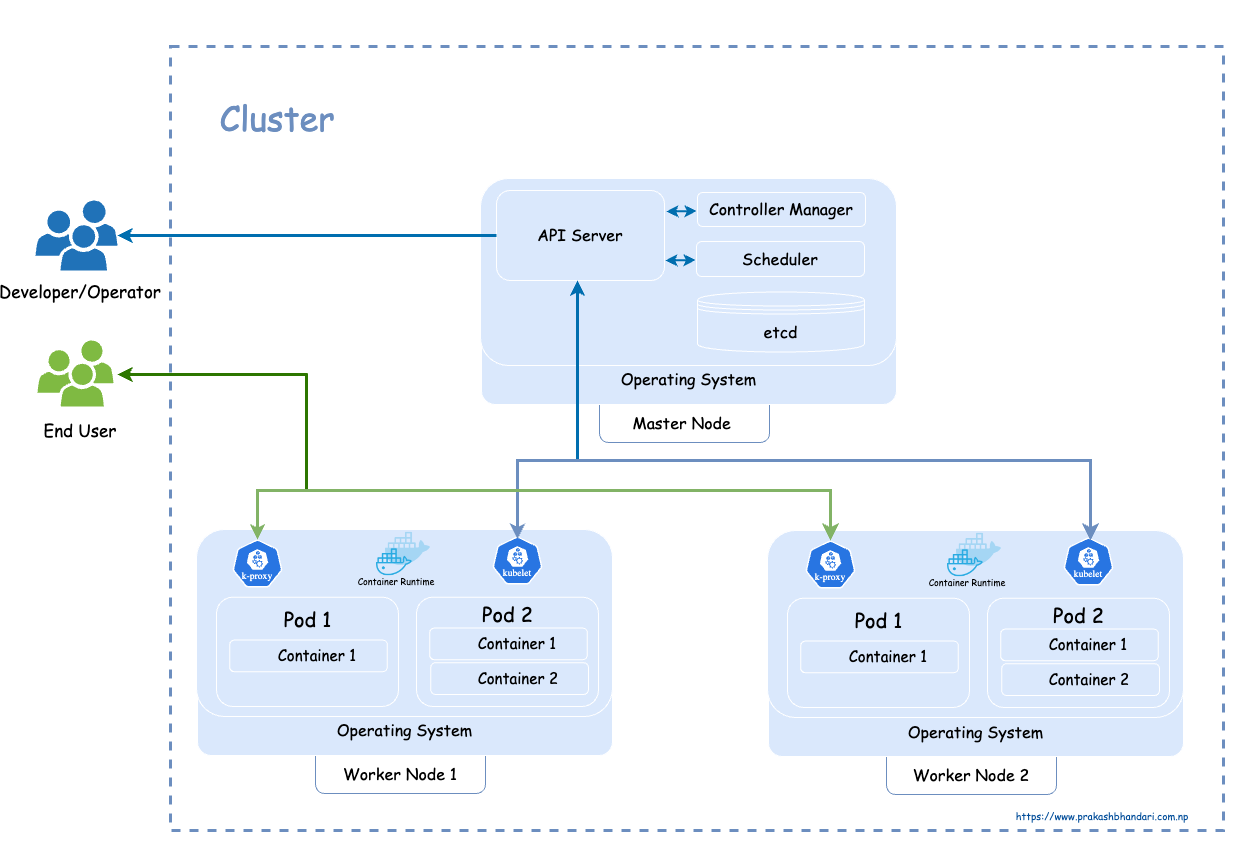 Cluster
API Server
Controller Manager
Scheduler
etcd
Operating System
Master Node
Developer/Operator
End User
k-proxy
Container Runtime
kubelet
Pod 1
Container 1
Pod 2
Container 1
Container 2
Operating System
Worker Node 1
k-proxy
Container Runtime
kubelet
Pod 1
Container 1
Pod 2
Container 1
Container 2
Operating System
Worker Node 2
https://www.prakashbhandari.com.np